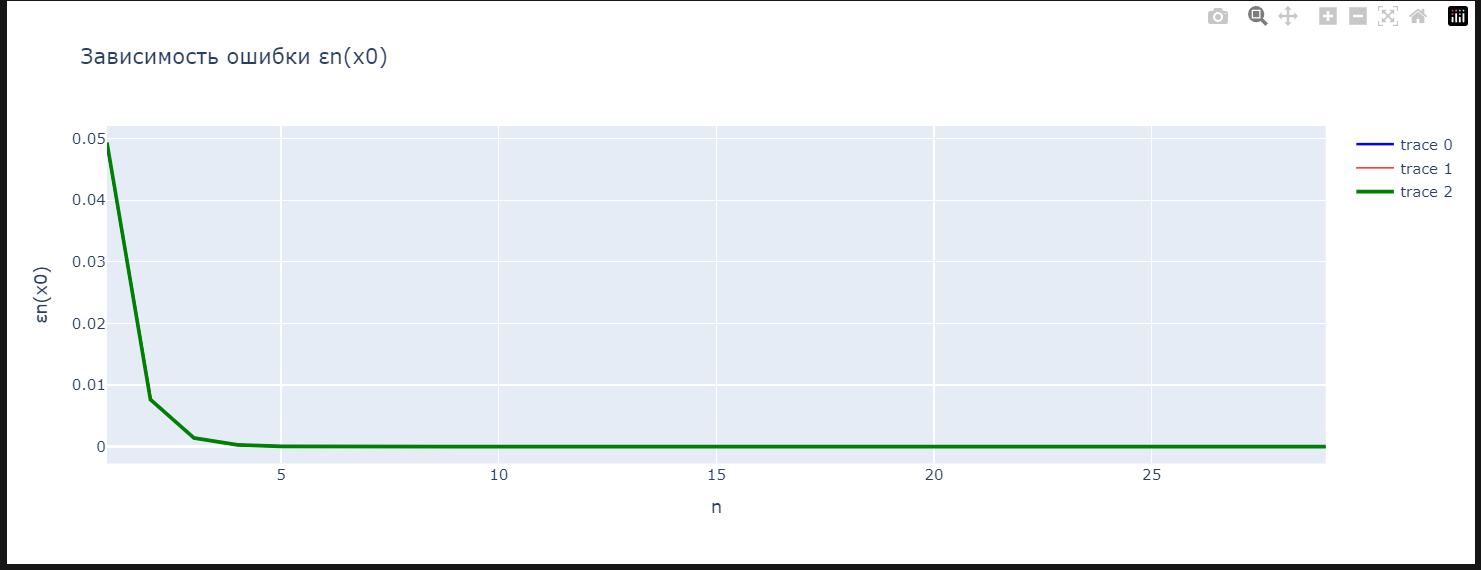 Зависимость ошибки εn(x0)
0.05
0.04
0.03
0.02
0.01
0
εn(x0)
5
10
15
20
25
n
trace 0
trace 1
trace 2